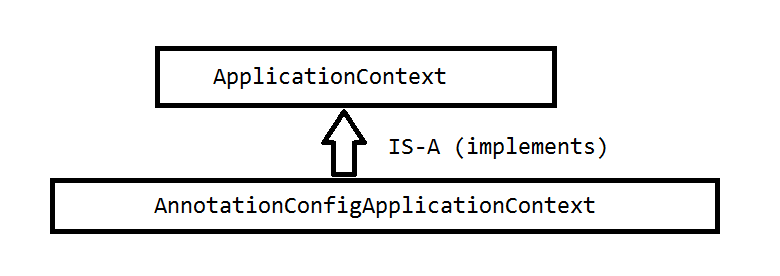 ApplicationContext
IS-A (implements)
AnnotationConfigApplicationContext